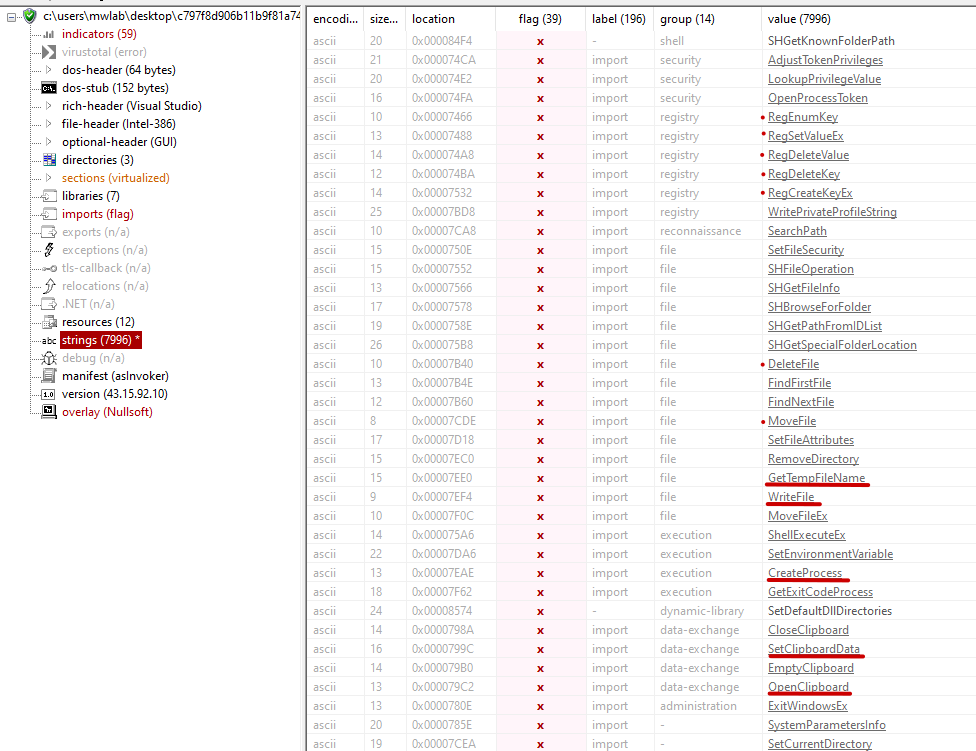 c:\users\mwlab\desktop\c797f8d906b11b9f81a74
indicators (59)
virustotal (error)
dos-header (64 bytes)
dos-stub (152 bytes)
rich-header (Visual Studio)
file-header (Intel-386)
optional-header (GUI)
directories (3)
sections (virtualized)
libraries (7)
imports (flag)
exports (n/a)
exceptions (n/a)
tls-callback (n/a)
relocations (n/a)
.NET (n/a)
resources (12)
abc strings (7996) *
debug (n/a)
manifest (asInvoker)
1.0 version (43.15.92.10)
overlay (Nullsoft)
encodi... size... location flag (39) label (196) group (14) value (7996)
ascii 20 0x000084F4 x - shell SHGetKnownFolderPath
ascii 21 0x000074CA x import security AdjustTokenPrivileges
ascii 20 0x000074E2 x import security LookupPrivilegeValue
ascii 16 0x000074FA x import security OpenProcessToken
ascii 10 0x00007466 x import registry RegEnumKey
ascii 13 0x00007488 x import registry RegSetValueEx
ascii 14 0x000074A8 x import registry RegDeleteValue
ascii 12 0x000074BA x import registry RegDeleteKey
ascii 14 0x00007532 x import registry RegCreateKeyEx
ascii 25 0x00007BD8 x import registry WritePrivateProfileString
ascii 10 0x00007CA8 x import reconnaissance SearchPath
ascii 15 0x0000750E x import file SetFileSecurity
ascii 15 0x00007552 x import file SHFileOperation
ascii 13 0x00007566 x import file SHGetFileInfo
ascii 17 0x00007578 x import file SHBrowseForFolder
ascii 19 0x0000758E x import file SHGetPathFromIDList
ascii 26 0x000075B8 x import file SHGetSpecialFolderLocation
ascii 10 0x00007B40 x import file DeleteFile
ascii 13 0x00007B4E x import file FindFirstFile
ascii 12 0x00007B60 x import file FindNextFile
ascii 8 0x00007CDE x import file MoveFile
ascii 17 0x00007D18 x import file SetFileAttributes
ascii 15 0x00007EC0 x import file RemoveDirectory
ascii 15 0x00007EE0 x import file GetTempFileName
ascii 9 0x00007EF4 x import file WriteFile
ascii 10 0x00007F0C x import file MoveFileEx
ascii 14 0x000075A6 x import execution ShellExecuteEx
ascii 22 0x00007DA6 x import execution SetEnvironmentVariable
ascii 13 0x00007EAE x import execution CreateProcess
ascii 18 0x00007F62 x import execution GetExitCodeProcess
ascii 24 0x00008574 x - dynamic-library SetDefaultDllDirectories
ascii 14 0x0000798A x import data-exchange CloseClipboard
ascii 16 0x0000799C x import data-exchange SetClipboardData
ascii 14 0x000079B0 x import data-exchange EmptyClipboard
ascii 13 0x000079C2 x import data-exchange OpenClipboard
ascii 13 0x0000780E x import administration ExitWindowsEx
ascii 20 0x0000785E x import - SystemParametersInfo
ascii 19 0x00007CEA x import - SetCurrentDirectory